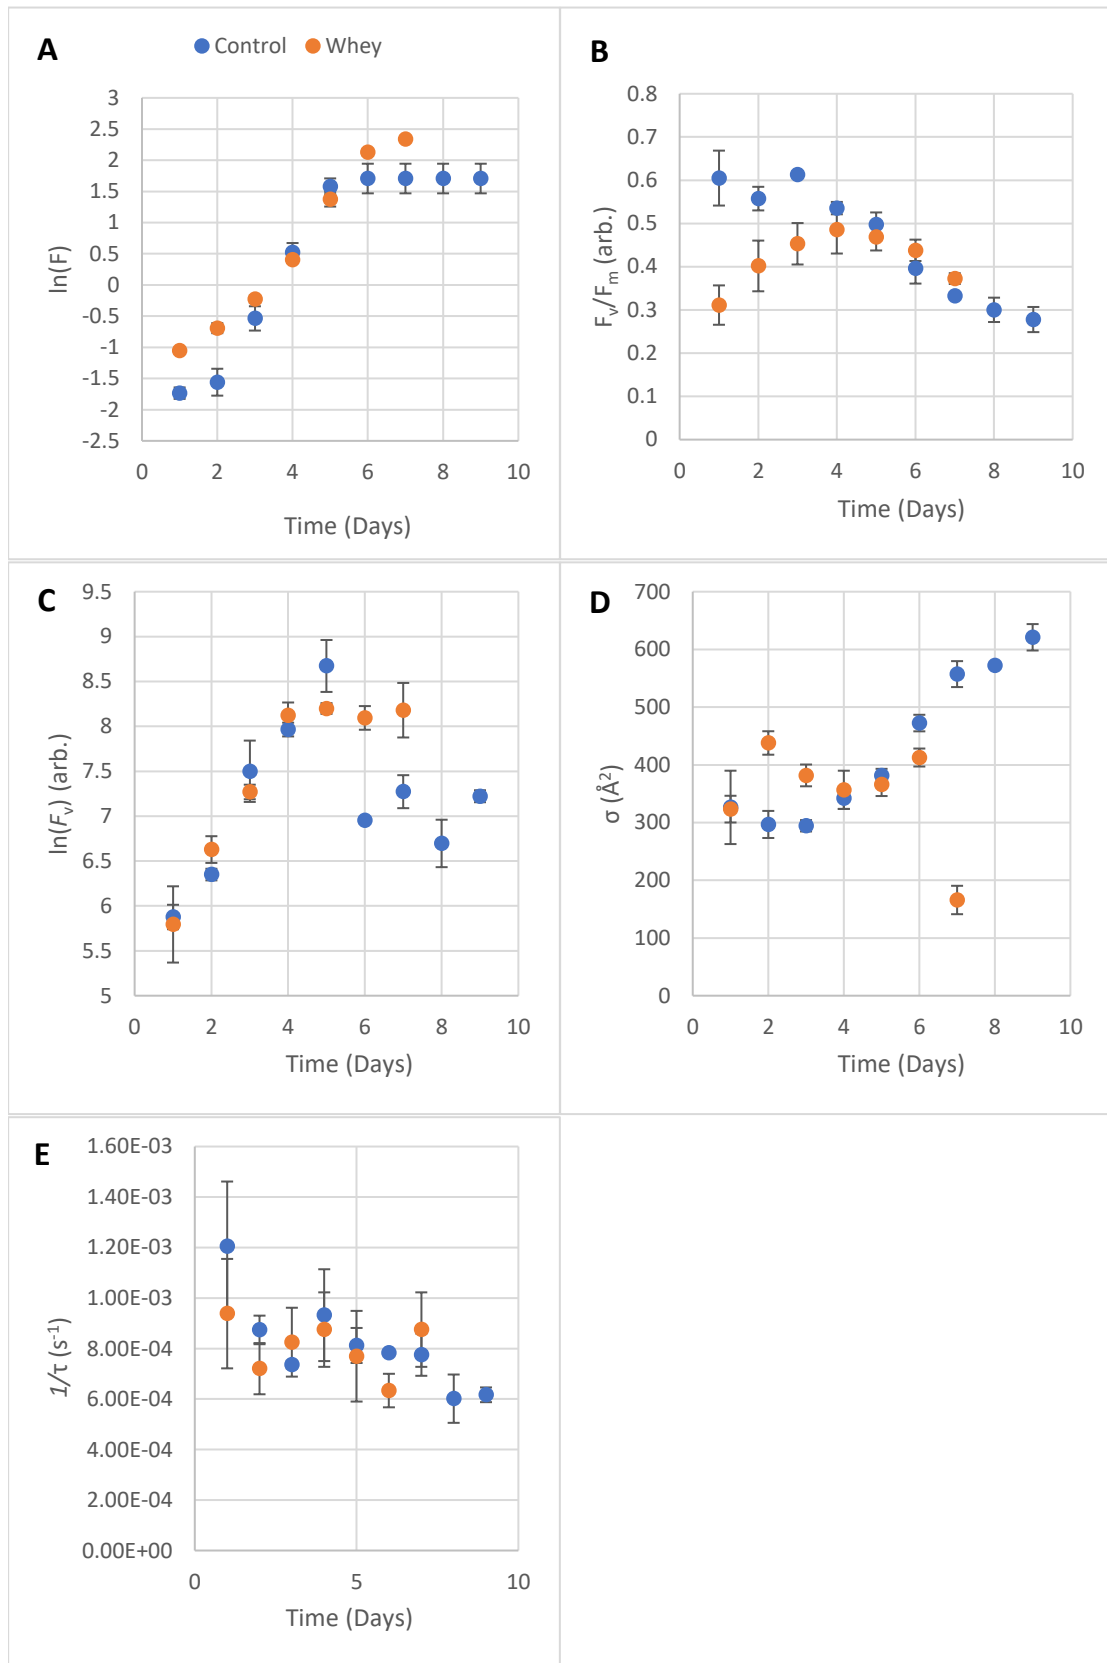 A
Control Whey
3
2.5
2
1.5
1
0.5
0
-0.5
-1
-1.5
-2
-2.5
ln(F)
0 2 4 6 8 10
Time (Days)
B
0.8
0.7
0.6
0.5
0.4
0.3
0.2
0.1
0
Fv/Fm (arb.)
0 2 4 6 8 10
Time (Days)
C
9.5
9
8.5
8
7.5
7
6.5
6
5.5
5
ln(Fv) (arb.)
0 2 4 6 8 10
Time (Days)
D
700
600
500
400
300
200
100
0
σ (Å²)
0 2 4 6 8 10
Time (Days)
E
1.60E-03
1.40E-03
1.20E-03
1.00E-03
8.00E-04
6.00E-04
4.00E-04
2.00E-04
0.00E+00
1/τ (s⁻¹)
0 5 10
Time (Days)